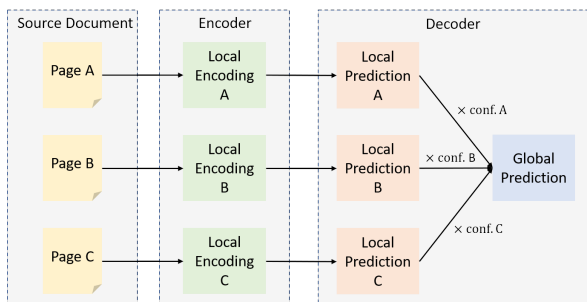 Source Document
Encoder
Decoder
Page A
Local
Encoding
A
Local
Prediction
A
× conf. A
Page B
Local
Encoding
B
Local
Prediction
B
× conf. B
Global
Prediction
Page C
Local
Encoding
C
Local
Prediction
C
× conf. C